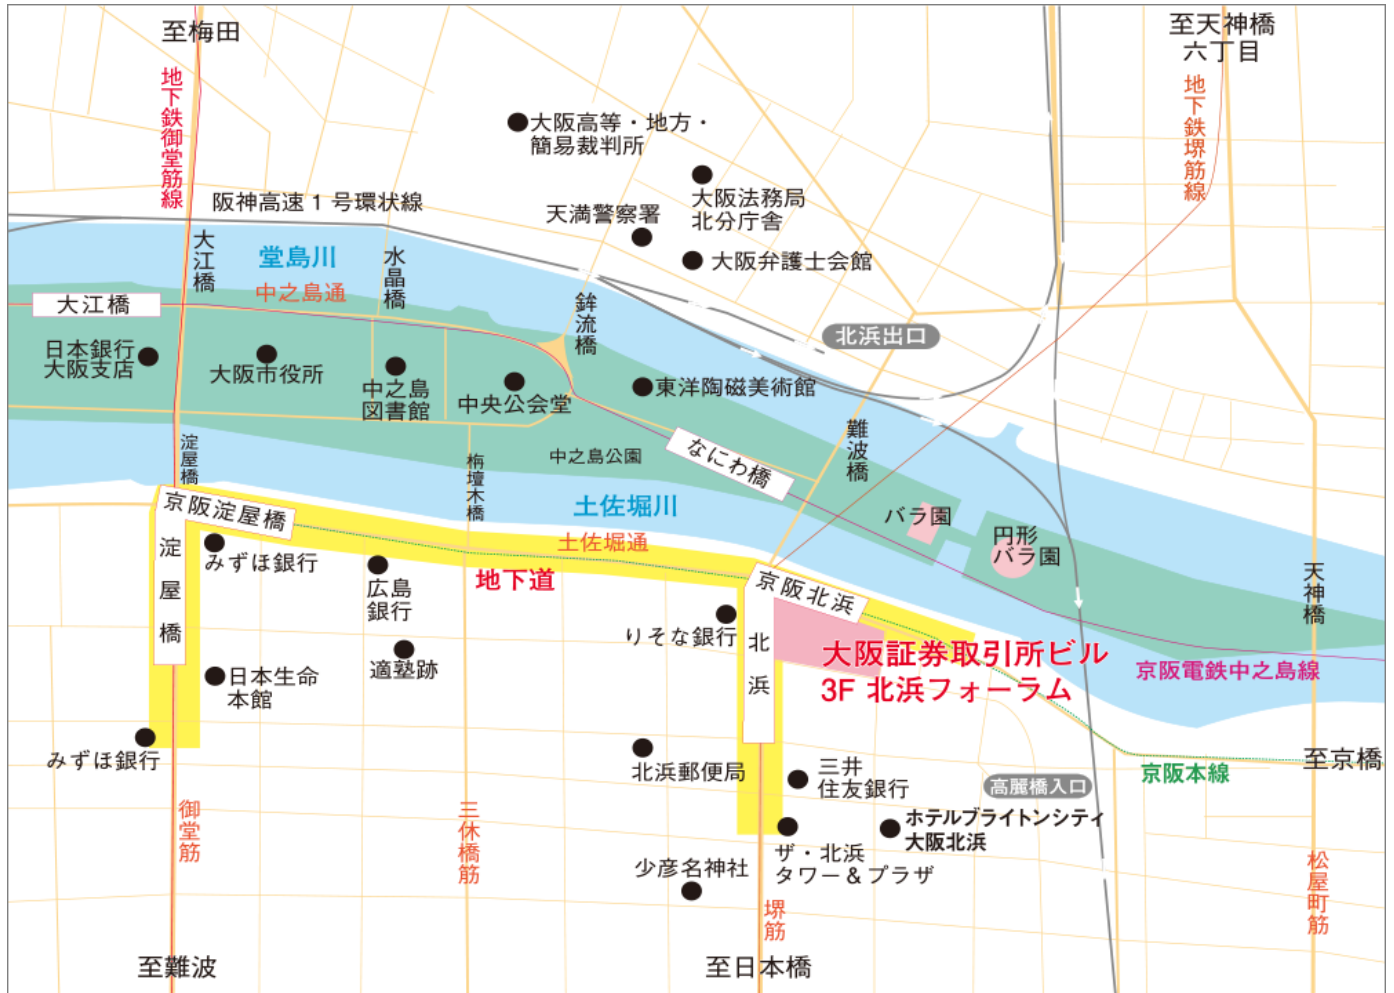 至梅田
至天神橋
六丁目
地下鉄御堂筋線
地下鉄堺筋線
大阪高等・地方・
簡易裁判所
大阪法務局
北分庁舎
阪神高速1号環状線
天満警察署
大阪弁護士会館
大江橋
堂島川
水晶橋
中之島通
大江橋
鉾流橋
北浜出口
日本銀行
大阪支店
大阪市役所
中之島
図書館
中央公会堂
東洋陶磁美術館
難波橋
淀屋橋
栴壇木橋
中之島公園
なにわ橋
京阪淀屋橋
土佐堀川
バラ園
円形
バラ園
土佐堀通
淀屋橋
みずほ銀行
広島
銀行
地下道
京阪北浜
天神橋
りそな銀行
北浜
適塾跡
大阪証券取引所ビル
3F 北浜フォーラム
京阪電鉄中之島線
日本生命
本館
みずほ銀行
北浜郵便局
三井
住友銀行
高麗橋入口
京阪本線
至京橋
御堂筋
三休橋筋
ホテルブライトンシティ
大阪北浜
ザ・北浜
タワー&プラザ
少彦名神社
堺筋
松屋町筋
至難波
至日本橋